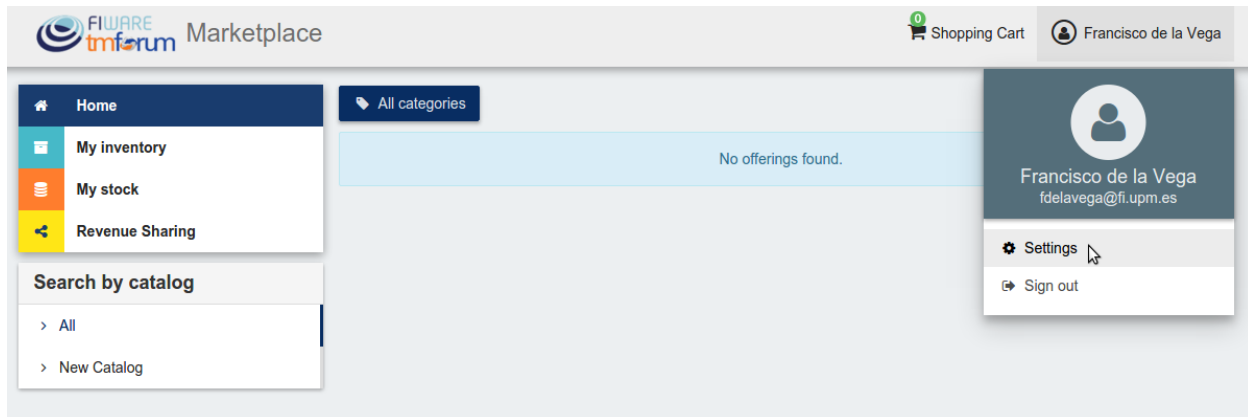 FIWARE
tmforum
Marketplace
0
Shopping Cart
Francisco de la Vega
Home
My inventory
My stock
Revenue Sharing
Search by catalog
All
New Catalog
All categories
No offerings found.
Francisco de la Vega
fdelavega@fi.upm.es
Settings
Sign out